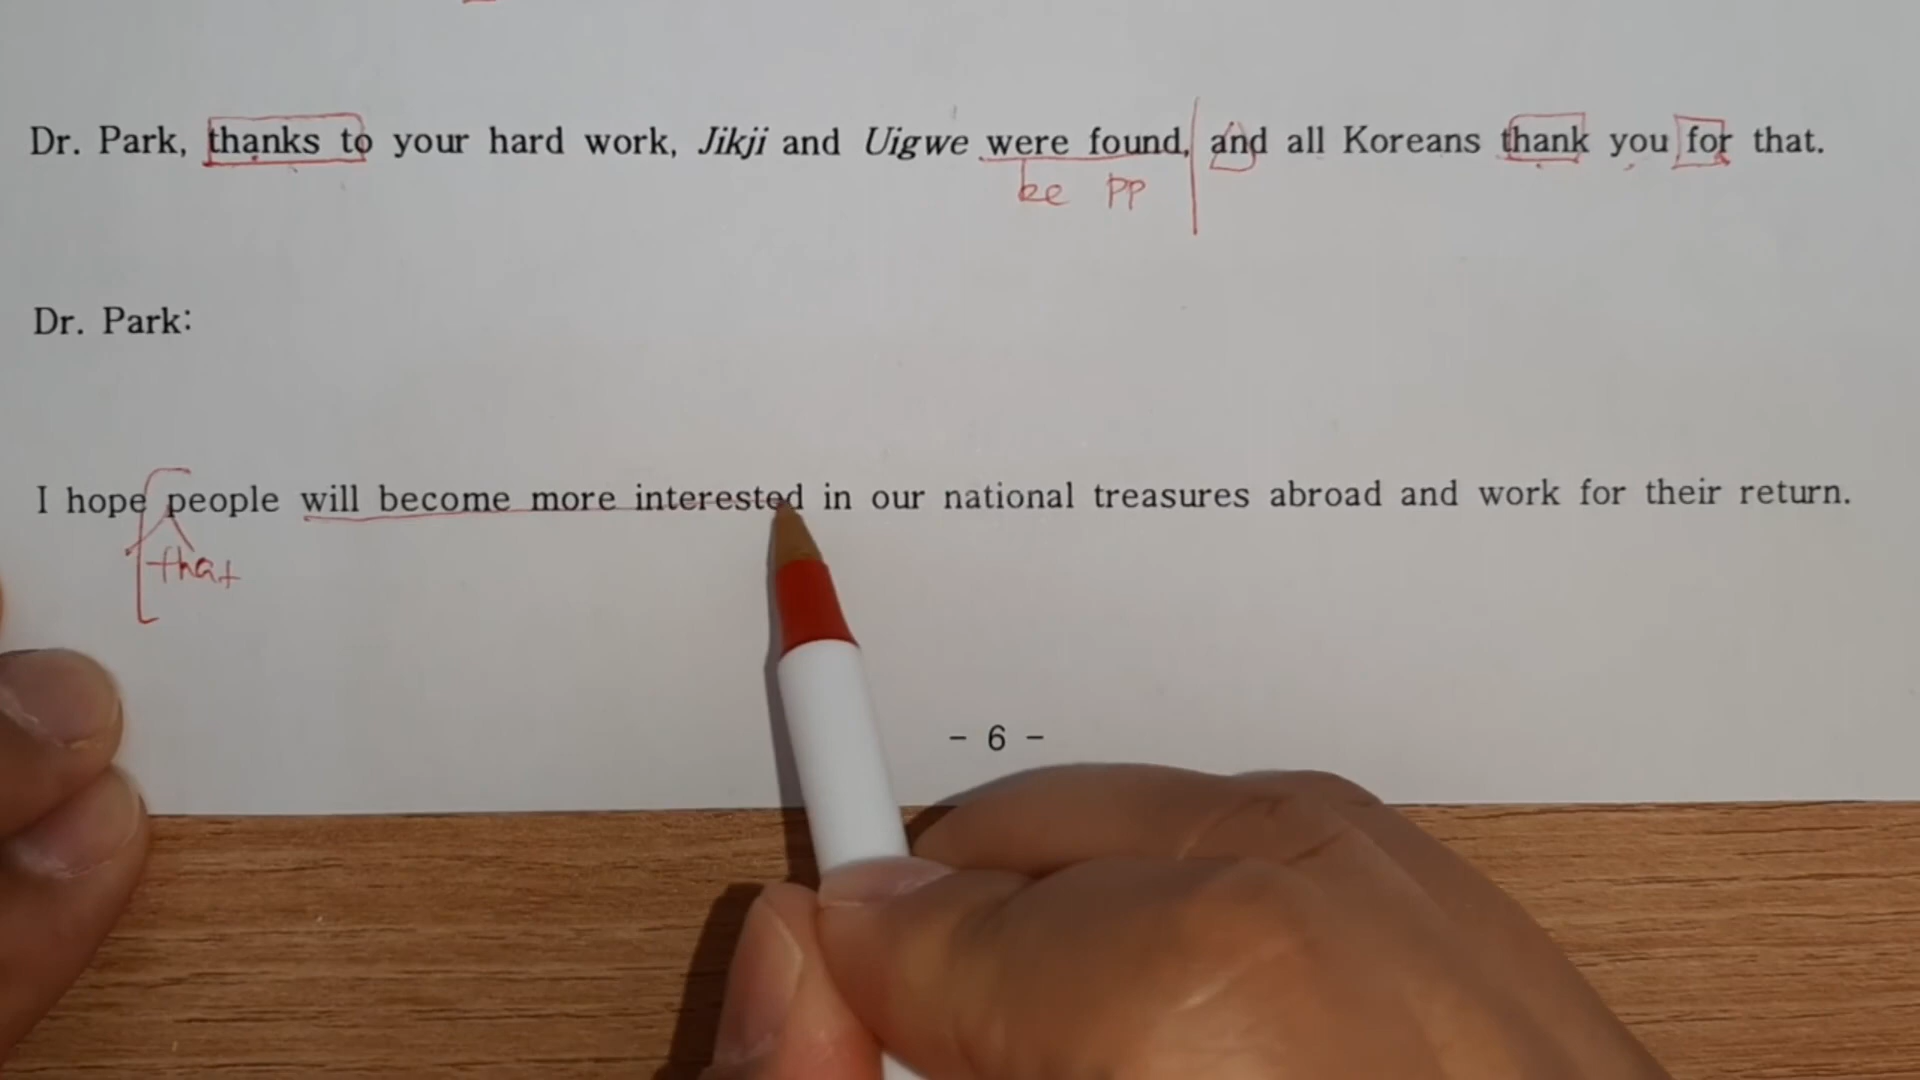 Dr. Park, thanks to your hard work, Jikji and Uigwe were found, and all Koreans thank you for that.
be pp
Dr. Park:
I hope people will become more interested in our national treasures abroad and work for their return.
that
- 6 -